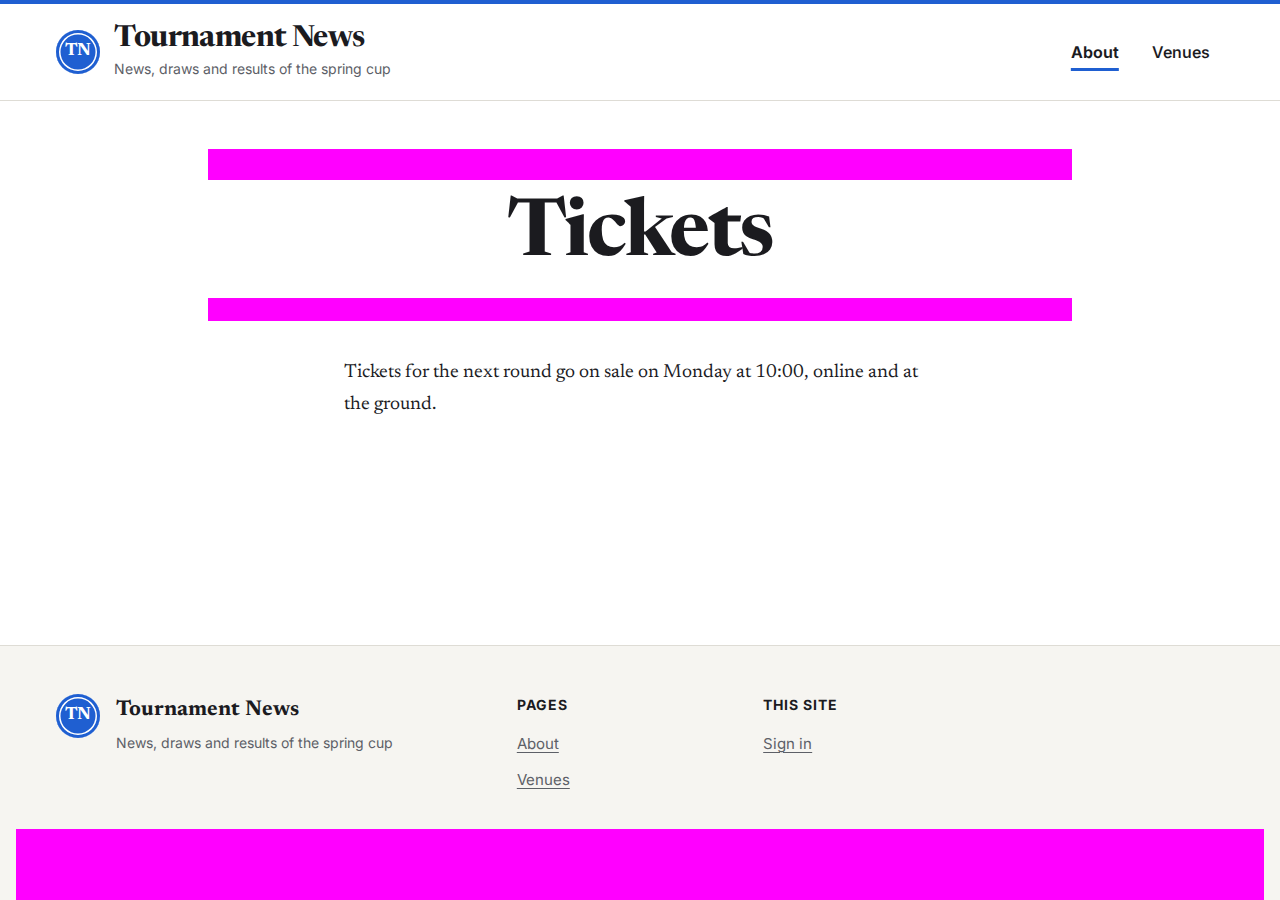 TN
Tournament News
News, draws and results of the spring cup
About
Venues
Tickets
Tickets for the next round go on sale on Monday at 10:00, online and at
the ground.
TN
Tournament News
News, draws and results of the spring cup
PAGES
About
Venues
THIS SITE
Sign in